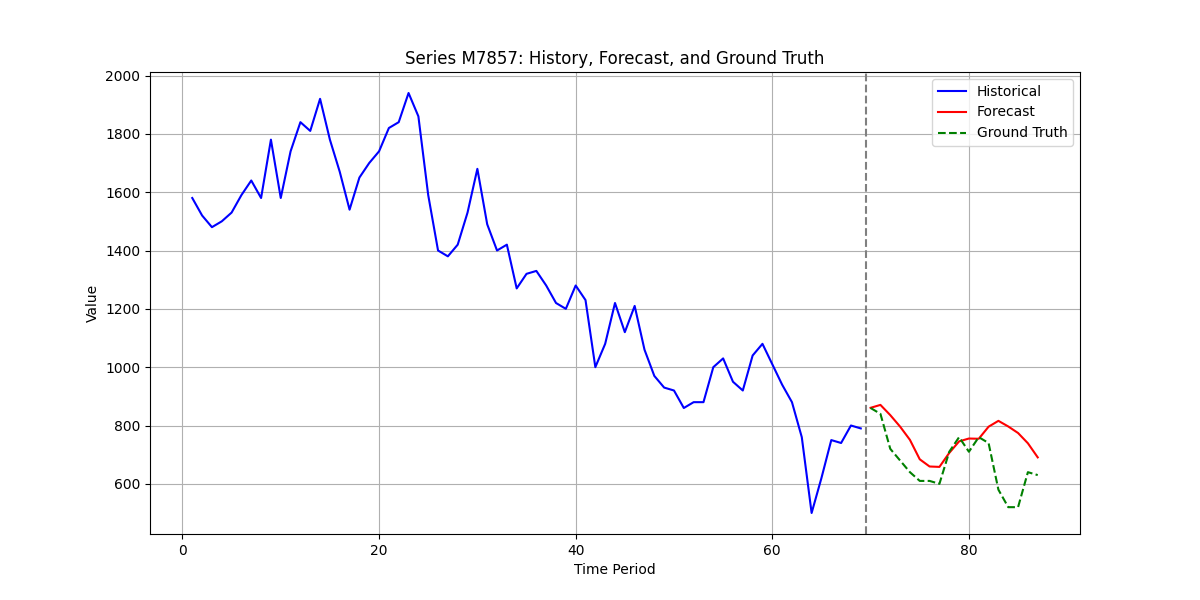 Series M7857: History, Forecast, and Ground Truth
2000
1800
1600
1400
1200
1000
800
600
Value
0
20
40
60
80
Time Period
Historical
Forecast
Ground Truth